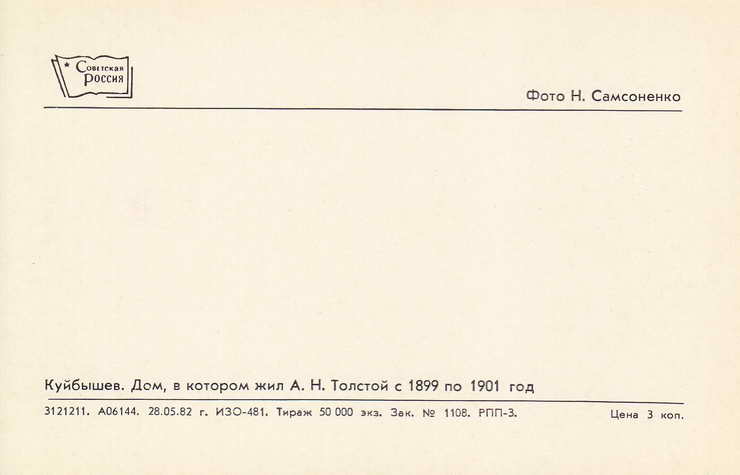 Советская
Россия
Фото Н. Самсоненко
Куйбышев. Дом, в котором жил А. Н. Толстой с 1899 по 1901 год
3121211. А06144. 28.05.82 г. ИЗО-481. Тираж 50 000 экз. Зак. № 1108. РПП-3. Цена 3 коп.